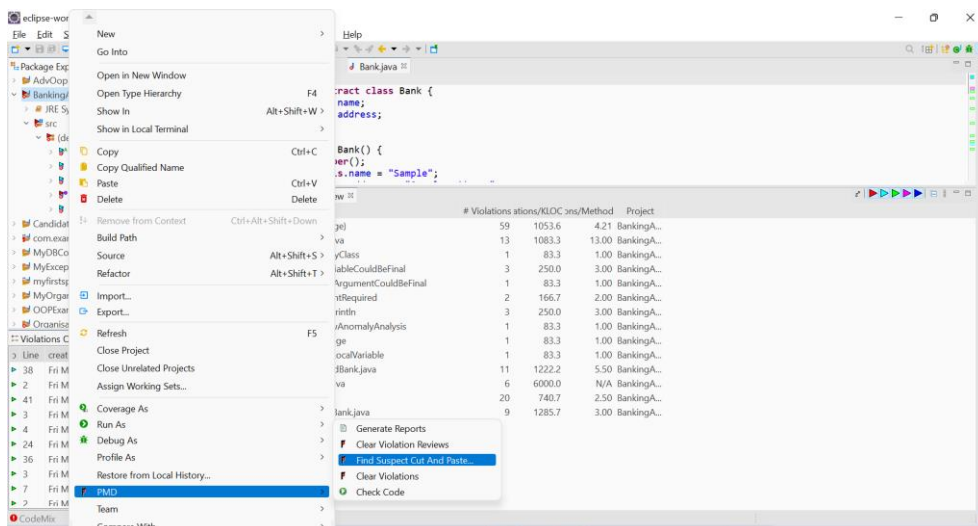 eclipse-wor
File Edit S
Help
Package Exp
AdvOop
Banking
JRE Sy
src
(de
Candidat
com.exa
MyDBCo
MyExcep
myfirstsp
MyOrgar
OOPExar
Organisa
Violations C
Line creat
38 Fri M
2 Fri M
41 Fri M
3 Fri M
4 Fri M
24 Fri M
36 Fri M
3 Fri M
7 Fri M
2 Fri M
CodeMix
New
Go Into
Open in New Window
Open Type Hierarchy F4
Show In Alt+Shift+W >
Show in Local Terminal
Copy Ctrl+C
Copy Qualified Name
Paste Ctrl+V
Delete Delete
Remove from Context Ctrl+Alt+Shift+Down
Build Path
Source Alt+Shift+S >
Refactor Alt+Shift+T >
Import...
Export...
Refresh F5
Close Project
Close Unrelated Projects
Assign Working Sets...
Coverage As
Run As
Debug As
Profile As
Restore from Local History...
PMD
Team
Compare With
Generate Reports
Clear Violation Reviews
Find Suspect Cut And Paste...
Clear Violations
Check Code
Bank.java
ract class Bank {
name;
address;
Bank() {
per();
s.name = "Sample";
ew
# Violations ations/KLOC ons/Method Project
ge) 59 1053.6 4.21 BankingA...
va 13 1083.3 13.00 BankingA...
yClass 1 83.3 1.00 BankingA...
iableCouldBeFinal 3 250.0 3.00 BankingA...
ArgumentCouldBeFinal 1 83.3 1.00 BankingA...
ntRequired 2 166.7 2.00 BankingA...
rintln 3 250.0 3.00 BankingA...
yAnomalyAnalysis 1 83.3 1.00 BankingA...
ge 1 83.3 1.00 BankingA...
ocalVariable 1 83.3 1.00 BankingA...
dBank.java 11 1222.2 5.50 BankingA...
va 6 6000.0 N/A BankingA...
20 740.7 2.50 BankingA...
Bank.java 9 1285.7 3.00 BankingA...